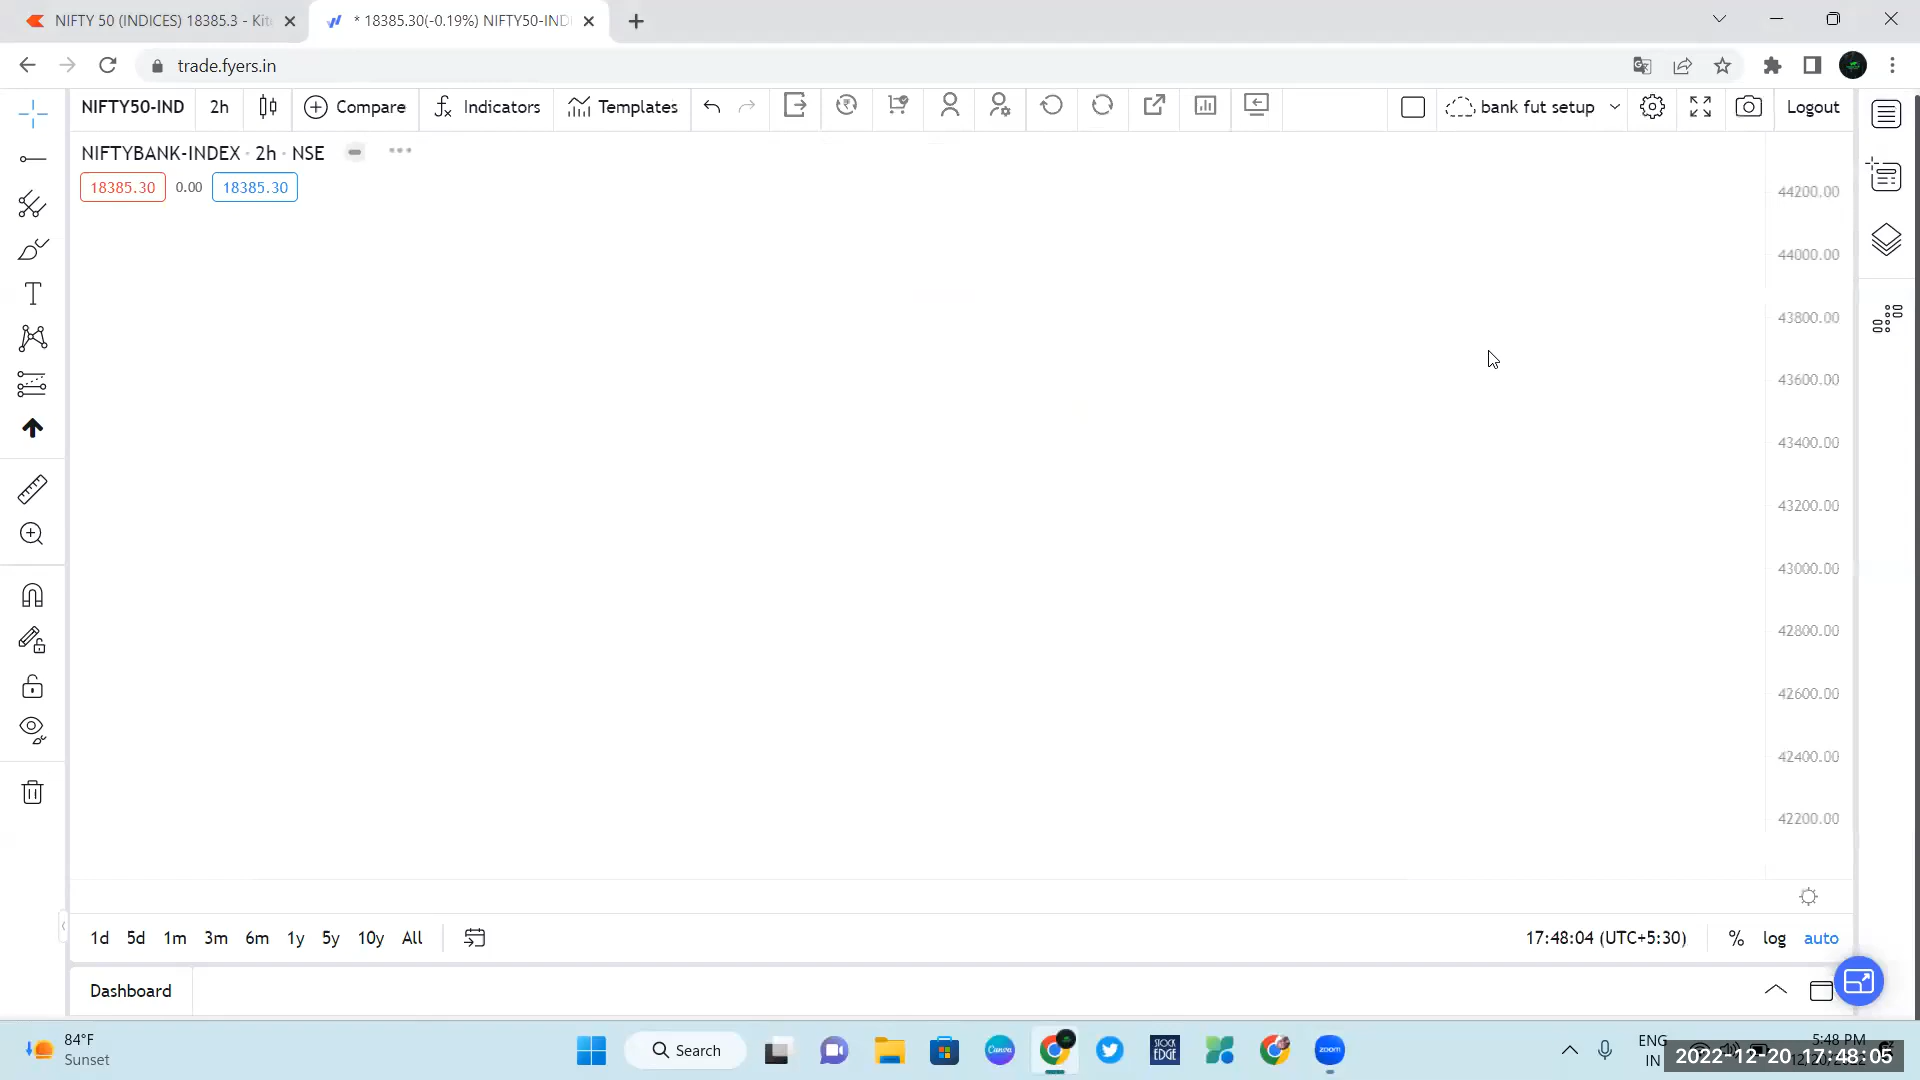 NIFTY 50 (INDICES) 18385.3 - Kit
* 18385.30(-0.19%) NIFTY50-IND
trade.fyers.in
NIFTY50-IND 2h Compare Indicators Templates bank fut setup Logout
NIFTYBANK-INDEX · 2h · NSE
18385.30 0.00 18385.30
44200.00
44000.00
43800.00
43600.00
43400.00
43200.00
43000.00
42800.00
42600.00
42400.00
42200.00
1d 5d 1m 3m 6m 1y 5y 10y All 17:48:04 (UTC+5:30) % log auto
Dashboard
84°F
Sunset
Search
Canva
STOCK
EDGE
zoom
ENG
IN
5:48 PM
2022-12-20 17:48:05